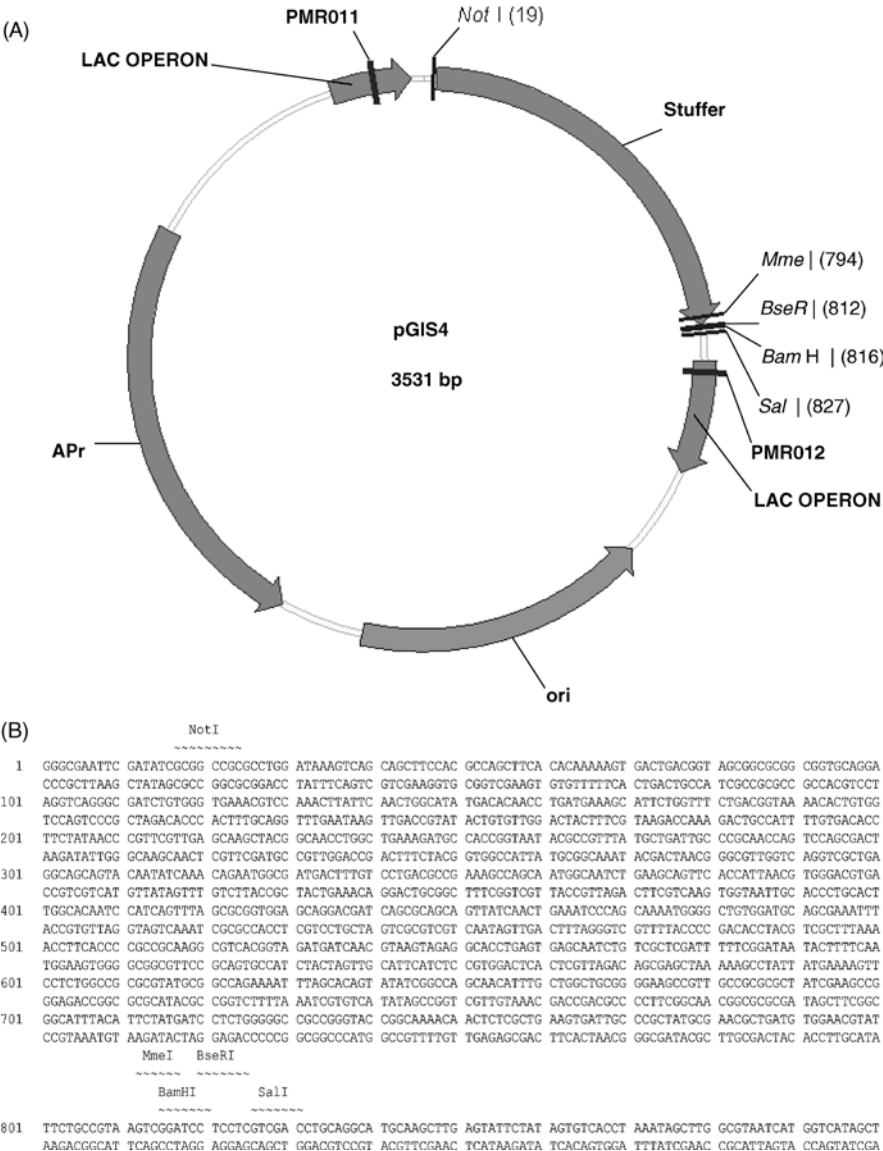 (A)
PMR011
Not I (19)
LAC OPERON
Stuffer
Mme | (794)
BseR | (812)
pGIS4
Bam H | (816)
3531 bp
Sal | (827)
APr
PMR012
LAC OPERON
ori
(B)
NotI
~~~~~~~~~
1 GGGCGAATTC GATATCGCGG CCGCGCCTGG ATAAAGTCAG CAGCTTCCAC GCCAGCTTCA CACAAAAAGT GACTGACGGT AGCGGCGCGG CGGTGCAGGA
CCCGCTTAAG CTATAGCGCC GGCGCGGACC TATTTCAGTC GTCGAAGGTG CGGTCGAAGT GTGTTTTTCA CTGACTGCCA TCGCCGCGCC GCCACGTCCT
101 AGGTCAGGGC GATCTGTGGG TGAAACGTCC AAACTTATTC AACTGGCATA TGACACAACC TGATGAAAGC ATTCTGGTTT CTGACGGTAA AACACTGTGG
TCCAGTCCCG CTAGACACCC ACTTTGCAGG TTTGAATAAG TTGACCGTAT ACTGTGTTGG ACTACTTTCG TAAGACCAAA GACTGCCATT TTGTGACACC
201 TTCTATAACC CGTTCGTTGA GCAAGCTACG GCAACCTGGC TGAAAGATGC CACCGGTAAT ACGCCGTTTA TGCTGATTGC CCGCAACCAG TCCAGCGACT
AAGATATTGG GCAAGCAACT CGTTCGATGC CGTTGGACCG ACTTTCTACG GTGGCCATTA TGCGGCAAAT ACGACTAACG GGCGTTGGTC AGGTCGCTGA
301 GGCAGCAGTA CAATATCAAA CAGAATGGCG ATGACTTTGT CCTGACGCCG AAAGCCAGCA ATGGCAATCT GAAGCAGTTC ACCATTAACG TGGGACGTGA
CCGTCGTCAT GTTATAGTTT GTCTTACCGC TACTGAAACA GGACTGCGGC TTTCGGTCGT TACCGTTAGA CTTCGTCAAG TGGTAATTGC ACCCTGCACT
401 TGGCACAATC CATCAGTTTA GCGCGGTGGA GCAGGACGAT CAGCGCAGCA GTTATCAACT GAAATCCCAG CAAAATGGGG CTGTGGATGC AGCGAAATTT
ACCGTGTTAG GTAGTCAAAT CGCGCCACCT CGTCCTGCTA GTCGCGTCGT CAATAGTTGA CTTTAGGGTC GTTTTACCCC GACACCTACG TCGCTTTAAA
501 ACCTTCACCC CGCCGCAAGG CGTCACGGTA GATGATCAAC GTAAGTAGAG GCACCTGAGT GAGCAATCTG TCGCTCGATT TTTCGGATAA TACTTTTCAA
TGGAAGTGGG GCGGCGTTCC GCAGTGCCAT CTACTAGTTG CATTCATCTC CGTGGACTCA CTCGTTAGAC AGCGAGCTAA AAAGCCTATT ATGAAAAGTT
601 CCTCTGGCCG CGCGTATGCG GCCAGAAAAT TTAGCACAGT ATATCGGCCA GCAACATTTG CTGGCTGCGG GGAAGCCGTT GCCGCGCGCT ATCGAAGCCG
GGAGACCGGC GCGCATACGC CGGTCTTTTA AATCGTGTCA TATAGCCGGT CGTTGTAAAC GACCGACGCC CCTTCGGCAA CGGCGCGCGA TAGCTTCGGC
701 GGCATTTACA TTCTATGATC CTCTGGGGGC CGCCGGGTAC CGGCAAAACA ACTCTCGCTG AAGTGATTGC CCGCTATGCG AACGCTGATG TGGAACGTAT
CCGTAAATGT AAGATACTAG GAGACCCCCG GCGGCCCATG GCCGTTTTGT TGAGAGCGAC TTCACTAACG GGCGATACGC TTGCGACTAC ACCTTGCATA
MmeI BseRI
~~~~~~ ~~~~~~~
BamHI SalI
~~~~~~~ ~~~~~~~
801 TTCTGCCGTA AGTCGGATCC TCCTCGTCGA CCTGCAGGCA TGCAAGCTTG AGTATTCTAT AGTGTCACCT AAATAGCTTG GCGTAATCAT GGTCATAGCT
AAGACGGCAT TCAGCCTAGG AGGAGCAGCT GGACGTCCGT ACGTTCGAAC TCATAAGATA TCACAGTGGA TTTATCGAAC CGCATTAGTA CCAGTATCGA